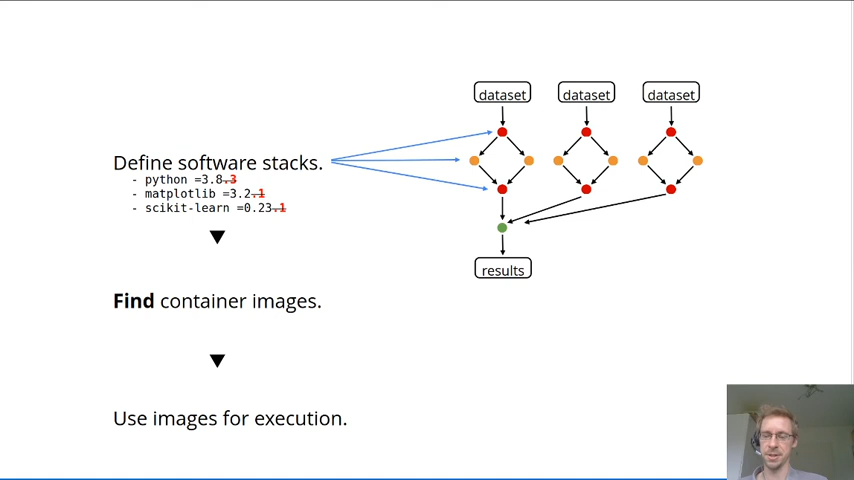 dataset dataset dataset
Define software stacks.
- python =3.8.3
- matplotlib =3.2.1
- scikit-learn =0.23.1
results
Find container images.
Use images for execution.